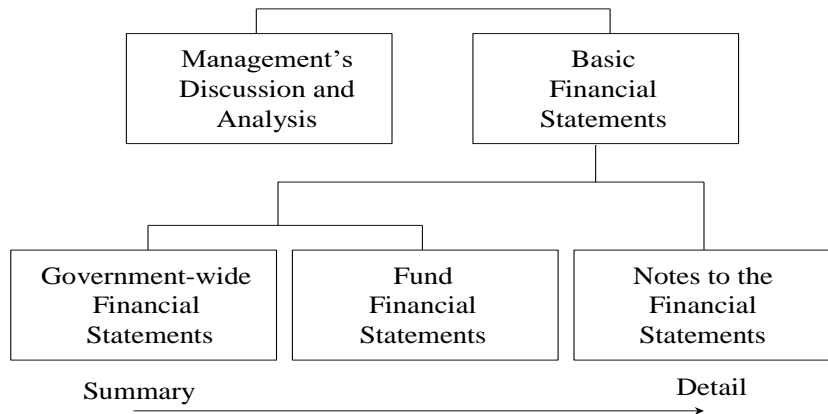 Management’s
Discussion and
Analysis
Basic
Financial
Statements
Government-wide
Financial
Statements
Fund
Financial
Statements
Notes to the
Financial
Statements
Summary
Detail